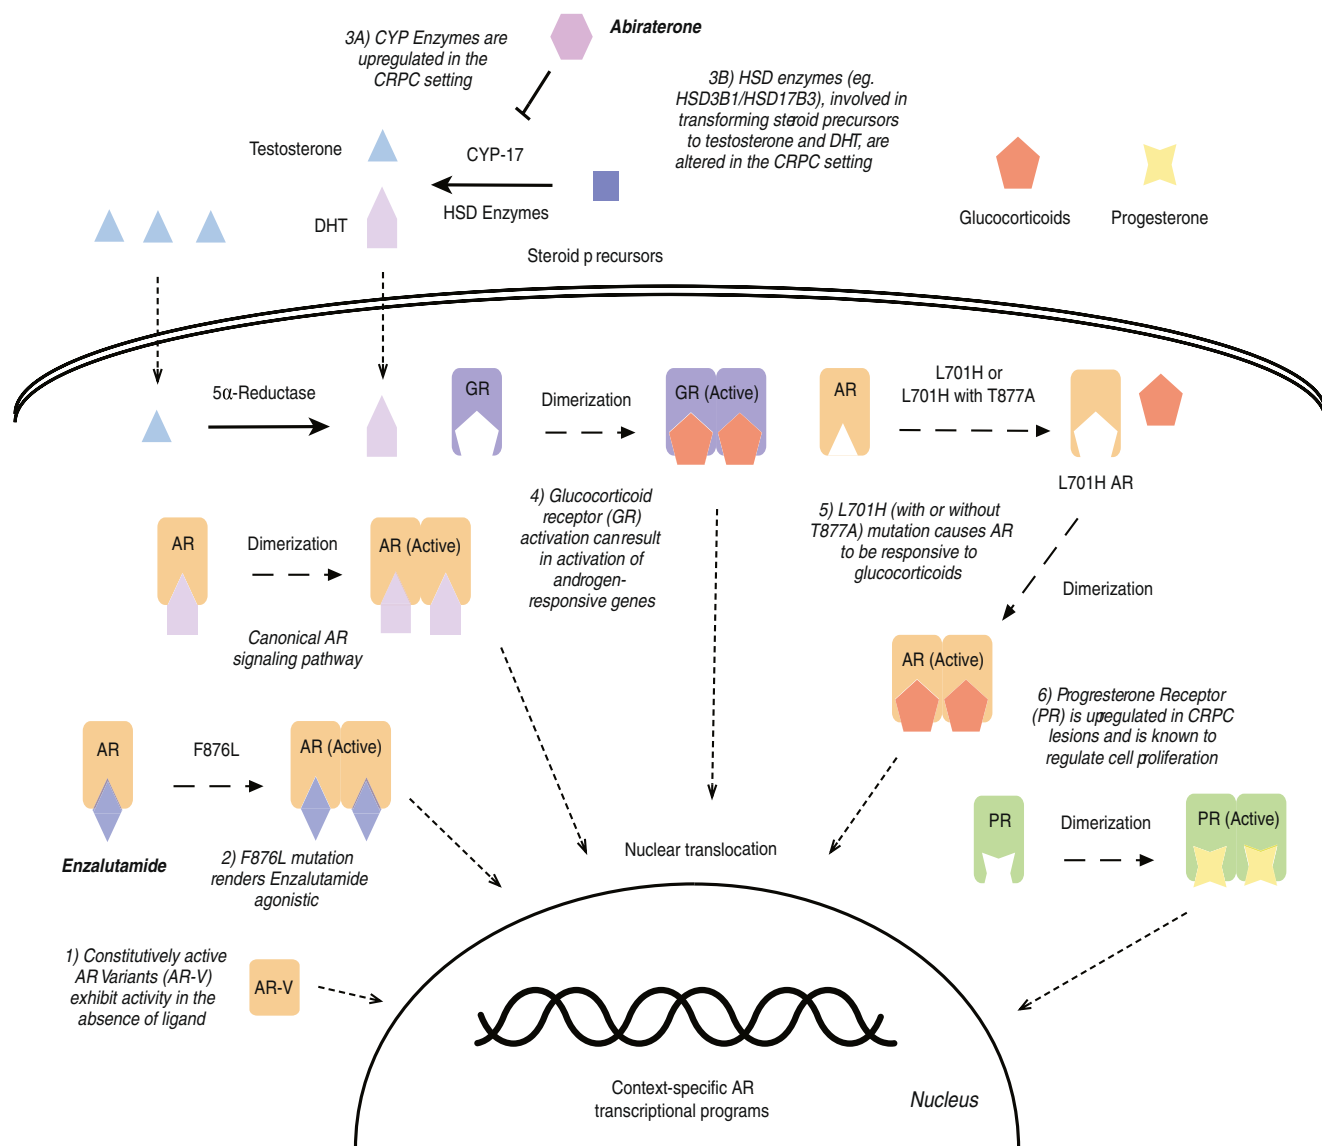 Abiraterone
3A) CYP Enzymes are
upregulated in the
CRPC setting
3B) HSD enzymes (eg.
HSD3B1/HSD17B3), involved in
transforming steroid precursors
to testosterone and DHT, are
altered in the CRPC setting
Testosterone
CYP-17
HSD Enzymes
DHT
Steroid precursors
Glucocorticoids
Progesterone
5α-Reductase
GR
Dimerization
GR (Active)
AR
L701H or
L701H with T877A
L701H AR
4) Glucocorticoid
receptor (GR)
activation can result
in activation of
androgen-
responsive genes
5) L701H (with or without
T877A) mutation causes AR
to be responsive to
glucocorticoids
Dimerization
AR
Dimerization
AR (Active)
Canonical AR
signaling pathway
AR (Active)
6) Progresterone Receptor
(PR) is upregulated in CRPC
lesions and is known to
regulate cell proliferation
AR
F876L
AR (Active)
Enzalutamide
2) F876L mutation
renders Enzalutamide
agonistic
Nuclear translocation
PR
Dimerization
PR (Active)
1) Constitutively active
AR Variants (AR-V)
exhibit activity in the
absence of ligand
AR-V
Context-specific AR
transcriptional programs
Nucleus